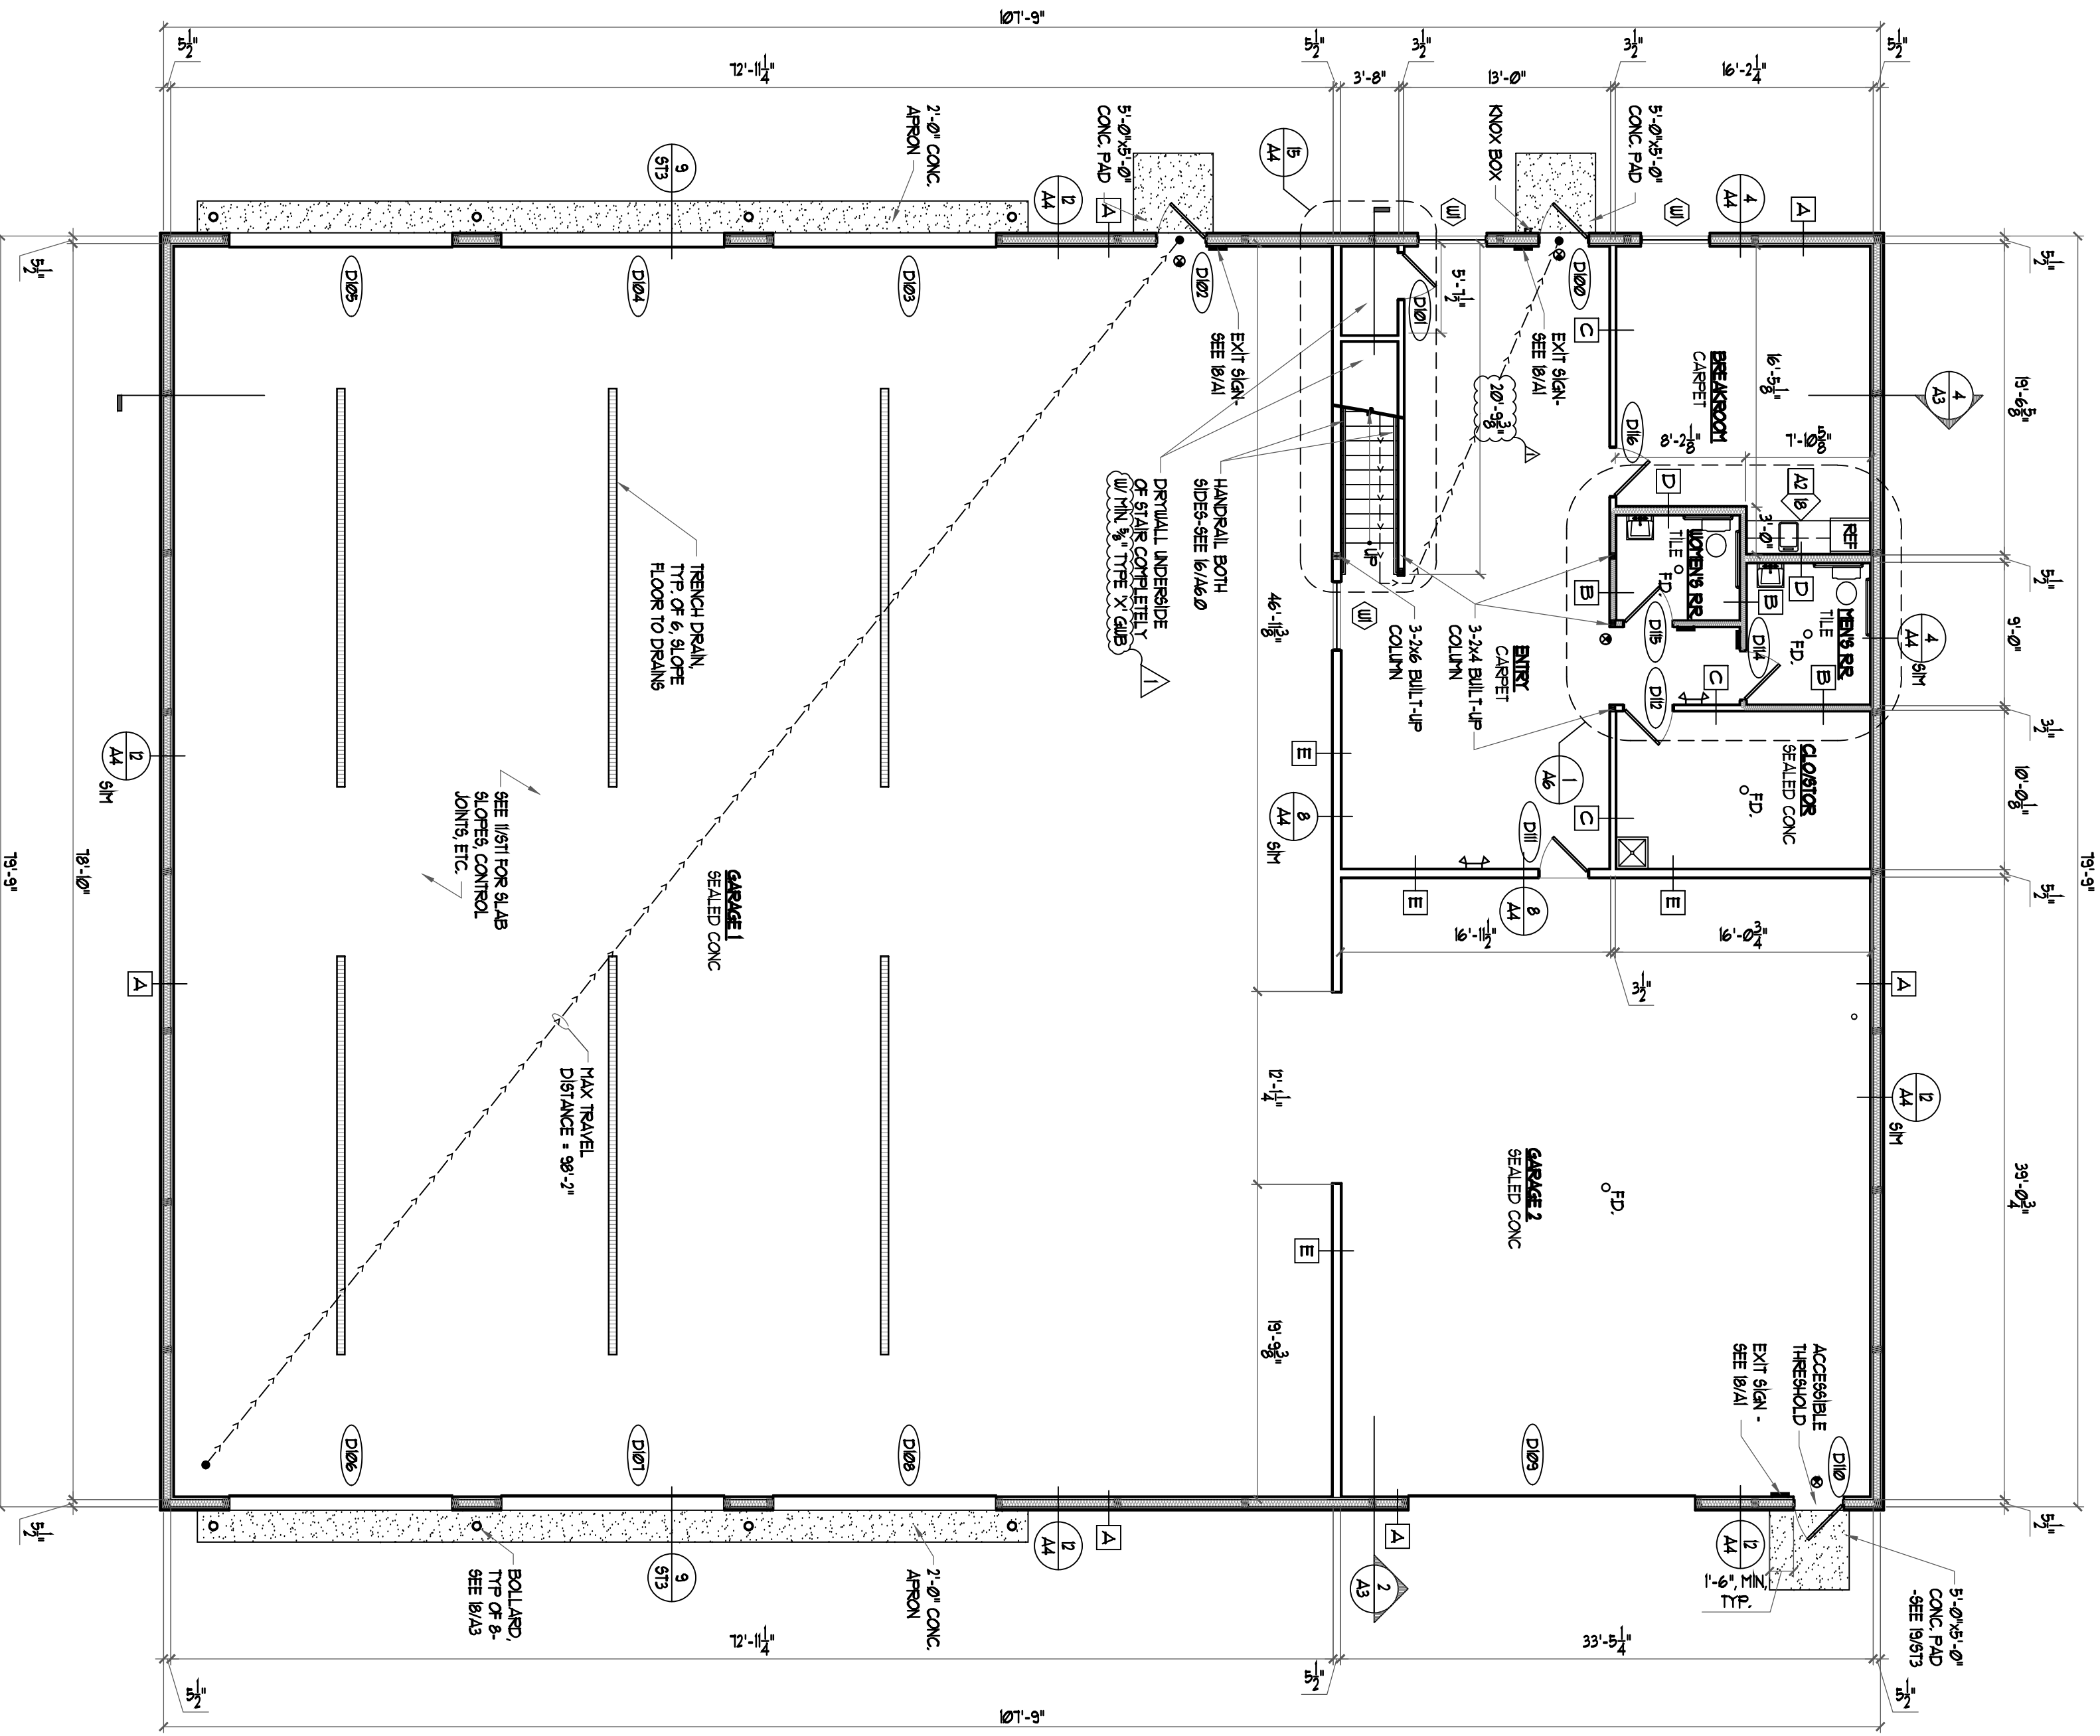 107'-9"
5 1/2"
72'-11 1/4"
5 1/2"
3'-8"
3 1/2"
13'-0"
3 1/2"
16'-2 1/4"
5 1/2"
2'-0" CONC.
APRON
5'-0"x5'-0"
CONC. PAD
KNOX BOX
5'-0"x5'-0"
CONC. PAD
9
ST3
12
A4
A
15
A4
W1
W1
4
A4
A
5 1/2"
5 1/2"
D105
D104
D103
D102
EXIT SIGN-
SEE 18/A1
D101
5'-7 1/2"
D100
EXIT SIGN-
SEE 18/A1
C
BREAKROOM
CARPET
16'-5 1/8"
4
A3
19'-6 5/8"
20'-9 3/8"
1
D116
8'-2 1/8"
7'-10 5/8"
TRENCH DRAIN,
TYP. OF 6, SLOPE
FLOOR TO DRAINS
DRYWALL UNDERSIDE
OF STAIR COMPLETELY
W/ MIN. 5/8" TYPE 'X' GWB
1
HANDRAIL BOTH
SIDES-SEE 16/A6.0
UP
D
A2 18
3'-0"
REF
WOMEN'S RR
TILE
F.D.
B
B
D
MEN'S RR
TILE
F.D.
5 1/2"
46'-11 3/8"
W1
3-2x6 BUILT-UP
COLUMN
3-2x4 BUILT-UP
COLUMN
ENTRY
CARPET
D115
D114
D112
C
B
4
A4
SIM
9'-0"
3 1/2"
12
A4
SIM
SEE 11/ST1 FOR SLAB
SLOPES, CONTROL
JOINTS, ETC.
E
8
A4
SIM
1
A6
D111
C
CLO/STOR
SEALED CONC
F.D.
10'-0 1/8"
78'-10"
79'-9"
79'-9"
GARAGE 1
SEALED CONC
E
8
A4
E
5 1/2"
A
16'-11 1/2"
3 1/2"
16'-0 3/4"
A
MAX TRAVEL
DISTANCE = 98'-2"
12'-1 1/4"
GARAGE 2
SEALED CONC
F.D.
12
A4
SIM
39'-0 3/4"
E
19'-9 3/8"
EXIT SIGN -
SEE 18/A1
ACCESSIBLE
THRESHOLD
D106
D107
D108
D109
D110
5 1/2"
5 1/2"
BOLLARD,
TYP OF 8-
SEE 18/A3
9
ST3
2'-0" CONC.
APRON
12
A4
A
A
2
A3
12
A4
1'-6", MIN,
TYP.
5'-0"x5'-0"
CONC. PAD
-SEE 19/ST3
5 1/2"
72'-11 1/4"
5 1/2"
33'-5 1/4"
5 1/2"
107'-9"